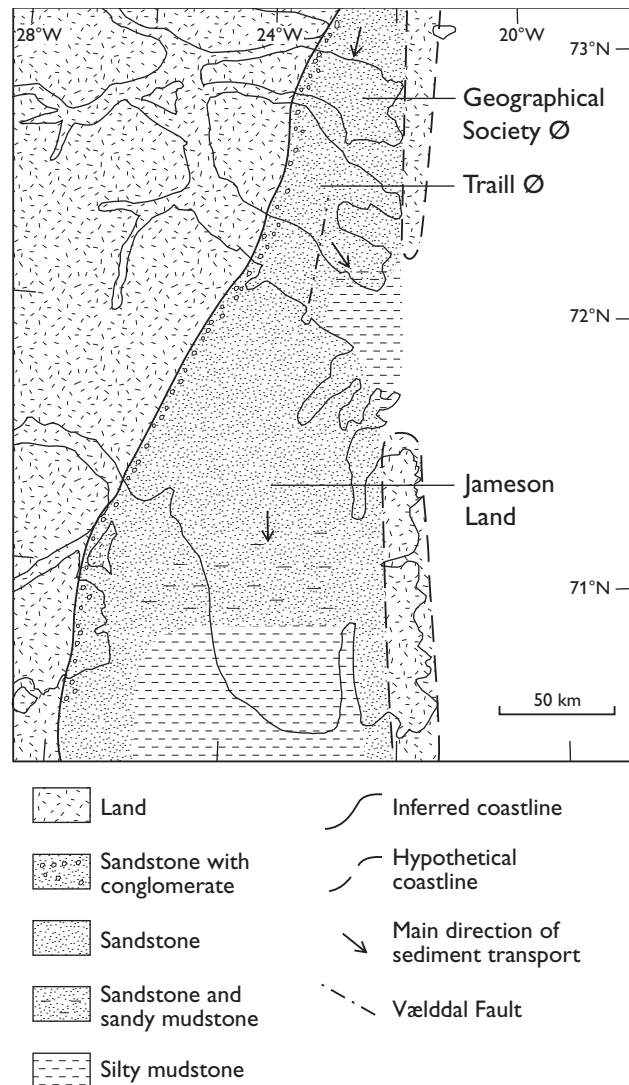 28°W
24°W
20°W
73°N
Geographical
Society Ø
Traill Ø
72°N
Jameson
Land
71°N
50 km
Land
Sandstone with
conglomerate
Sandstone
Sandstone and
sandy mudstone
Silty mudstone
Inferred coastline
Hypothetical
coastline
Main direction of
sediment transport
Vælddal Fault